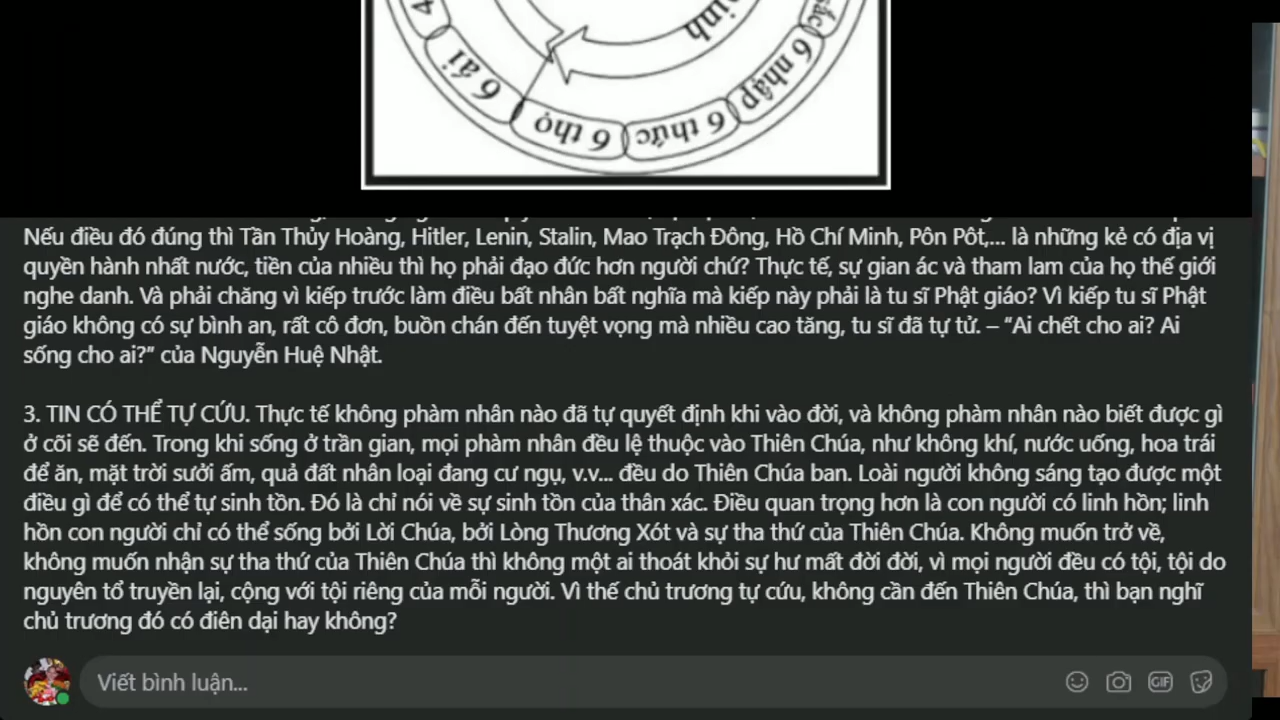 6 ái
6 thọ
6 thức
6 nhập
Nếu điều đó đúng thì Tần Thủy Hoàng, Hitler, Lenin, Stalin, Mao Trạch Đông, Hồ Chí Minh, Pôn Pôt,... là những kẻ có địa vị
quyền hành nhất nước, tiền của nhiều thì họ phải đạo đức hơn người chứ? Thực tế, sự gian ác và tham lam của họ thế giới
nghe danh. Và phải chăng vì kiếp trước làm điều bất nhân bất nghĩa mà kiếp này phải là tu sĩ Phật giáo? Vì kiếp tu sĩ Phật
giáo không có sự bình an, rất cô đơn, buồn chán đến tuyệt vọng mà nhiều cao tăng, tu sĩ đã tự tử. – “Ai chết cho ai? Ai
sống cho ai?” của Nguyễn Huệ Nhật.
3. TIN CÓ THỂ TỰ CỨU. Thực tế không phàm nhân nào đã tự quyết định khi vào đời, và không phàm nhân nào biết được gì
ở cõi sẽ đến. Trong khi sống ở trần gian, mọi phàm nhân đều lệ thuộc vào Thiên Chúa, như không khí, nước uống, hoa trái
để ăn, mặt trời sưởi ấm, quả đất nhân loại đang cư ngụ, v.v... đều do Thiên Chúa ban. Loài người không sáng tạo được một
điều gì để có thể tự sinh tồn. Đó là chỉ nói về sự sinh tồn của thân xác. Điều quan trọng hơn là con người có linh hồn; linh
hồn con người chỉ có thể sống bởi Lời Chúa, bởi Lòng Thương Xót và sự tha thứ của Thiên Chúa. Không muốn trở về,
không muốn nhận sự tha thứ của Thiên Chúa thì không một ai thoát khỏi sự hư mất đời đời, vì mọi người đều có tội, tội do
nguyên tổ truyền lại, cộng với tội riêng của mỗi người. Vì thế chủ trương tự cứu, không cần đến Thiên Chúa, thì bạn nghĩ
chủ trương đó có điên dại hay không?
Viết bình luận...
GIF